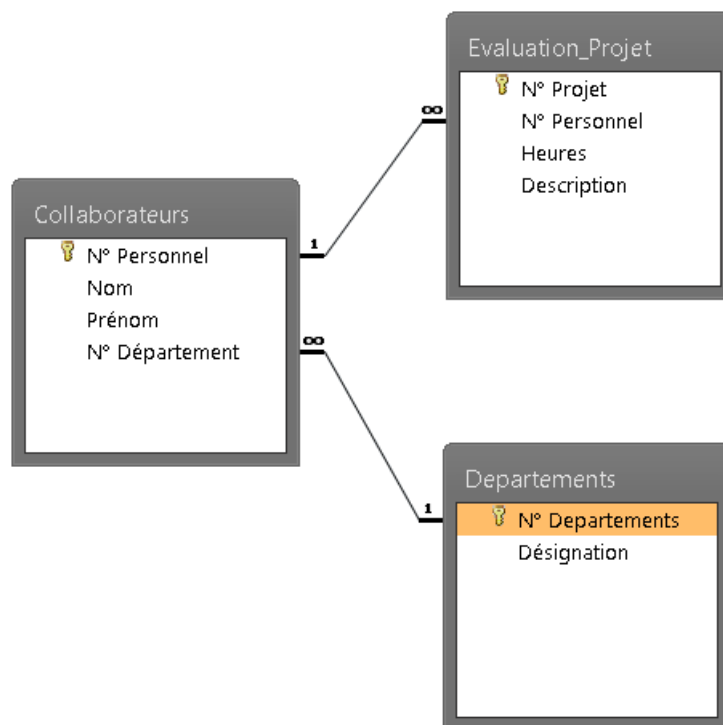 Evaluation_Projet
N° Projet
N° Personnel
Heures
Description
∞
Collaborateurs
N° Personnel
Nom
Prénom
N° Département
1
∞
Departements
N° Departements
Désignation
1